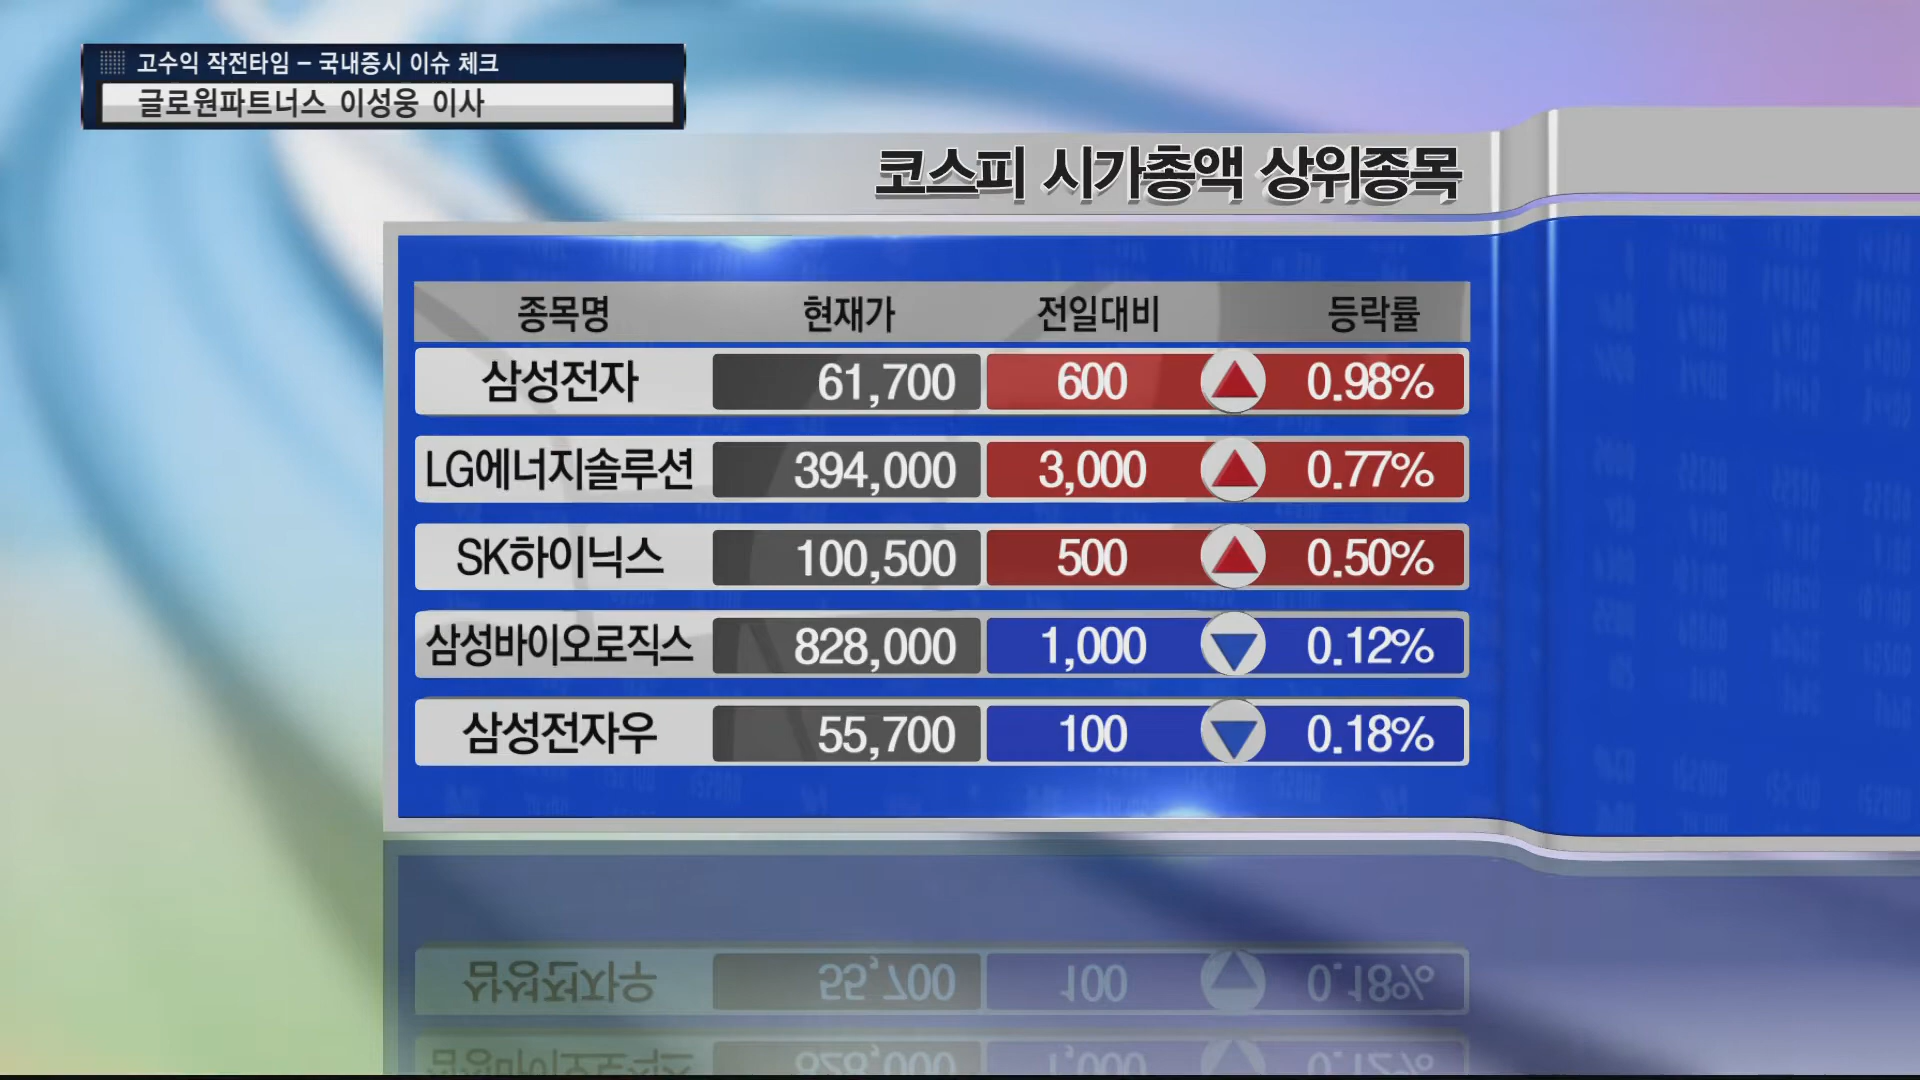 고수익 작전타임 - 국내증시 이슈 체크
글로원파트너스 이성웅 이사
코스피 시가총액 상위종목
종목명 현재가 전일대비 등락률
삼성전자 61,700 600 ▲ 0.98%
LG에너지솔루션 394,000 3,000 ▲ 0.77%
SK하이닉스 100,500 500 ▲ 0.50%
삼성바이오로직스 828,000 1,000 ▼ 0.12%
삼성전자우 55,700 100 ▼ 0.18%